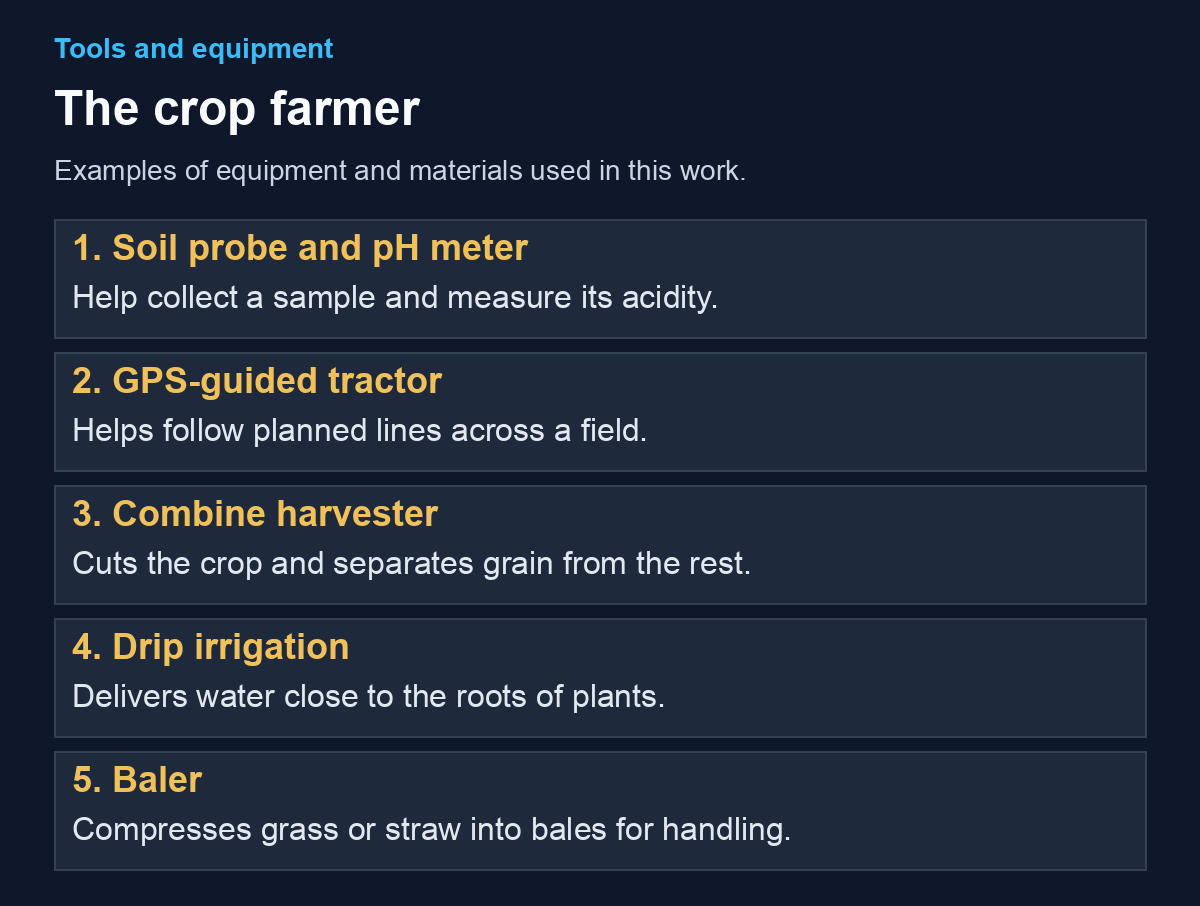 Tools and equipment
The crop farmer
Examples of equipment and materials used in this work.
1. Soil probe and pH meter
Help collect a sample and measure its acidity.
2. GPS-guided tractor
Helps follow planned lines across a field.
3. Combine harvester
Cuts the crop and separates grain from the rest.
4. Drip irrigation
Delivers water close to the roots of plants.
5. Baler
Compresses grass or straw into bales for handling.